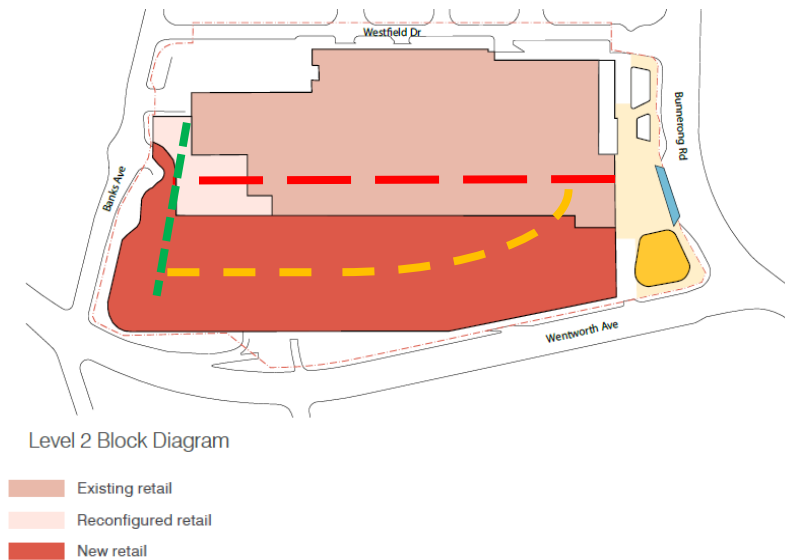 Westfield Dr
Bunnerong Rd
Banks Ave
Wentworth Ave
Level 2 Block Diagram
Existing retail
Reconfigured retail
New retail